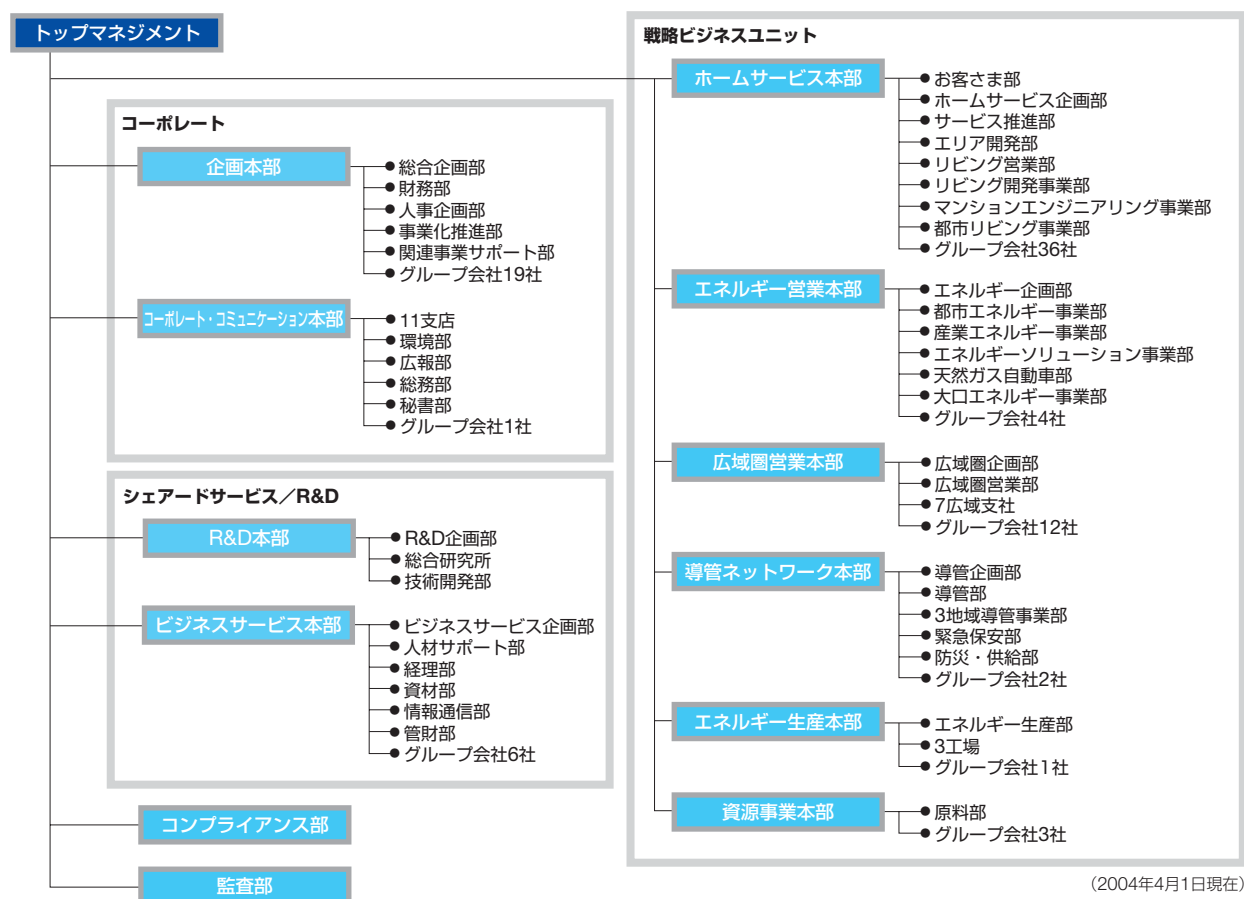 トップマネジメント
コーポレート
企画本部
●総合企画部
●財務部
●人事企画部
●事業化推進部
●関連事業サポート部
●グループ会社19社
コーポレート・コミュニケーション本部
●11支店
●環境部
●広報部
●総務部
●秘書部
●グループ会社1社
シェアードサービス／R&D
R&D本部
●R&D企画部
●総合研究所
●技術開発部
ビジネスサービス本部
●ビジネスサービス企画部
●人材サポート部
●経理部
●資材部
●情報通信部
●管財部
●グループ会社6社
コンプライアンス部
監査部
戦略ビジネスユニット
ホームサービス本部
●お客さま部
●ホームサービス企画部
●サービス推進部
●エリア開発部
●リビング営業部
●リビング開発事業部
●マンションエンジニアリング事業部
●都市リビング事業部
●グループ会社36社
エネルギー営業本部
●エネルギー企画部
●都市エネルギー事業部
●産業エネルギー事業部
●エネルギーソリューション事業部
●天然ガス自動車部
●大口エネルギー事業部
●グループ会社4社
広域圏営業本部
●広域圏企画部
●広域圏営業部
●7広域支社
●グループ会社12社
導管ネットワーク本部
●導管企画部
●導管部
●3地域導管事業部
●緊急保安部
●防災・供給部
●グループ会社2社
エネルギー生産本部
●エネルギー生産部
●3工場
●グループ会社1社
資源事業本部
●原料部
●グループ会社3社
（2004年4月1日現在）